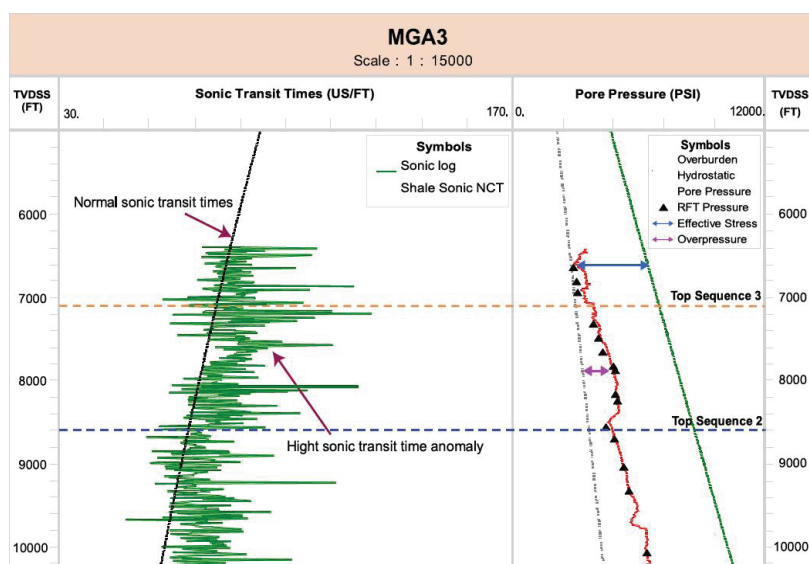 MGA3
Scale : 1 : 15000
TVDSS
(FT)
Sonic Transit Times (US/FT)
30.
170.
Pore Pressure (PSI)
0.
12000.
TVDSS
(FT)
Symbols
Sonic log
Shale Sonic NCT
Symbols
Overburden
Hydrostatic
Pore Pressure
RFT Pressure
Effective Stress
Overpressure
Normal sonic transit times
6000
6000
7000
Top Sequence 3
7000
8000
8000
Top Sequence 2
Hight sonic transit time anomaly
9000
9000
10000
10000